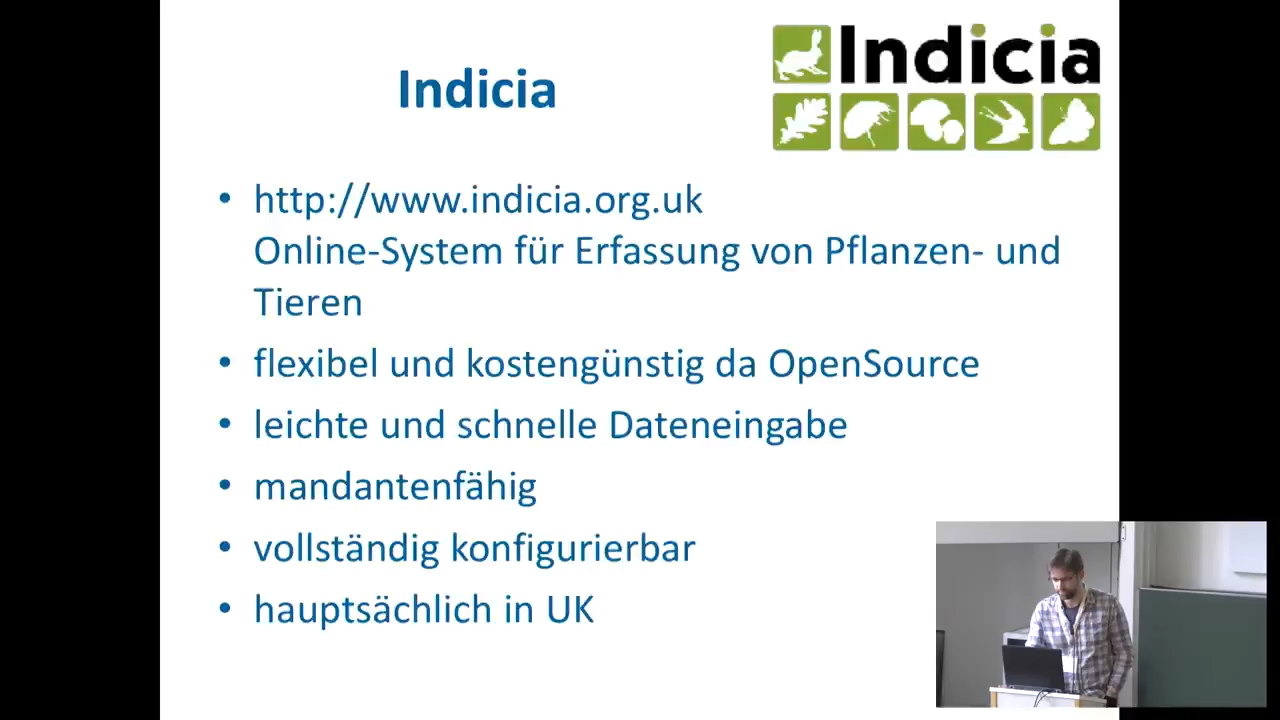 Indicia
Indicia
• http://www.indicia.org.uk
Online-System für Erfassung von Pflanzen- und
Tieren
• flexibel und kostengünstig da OpenSource
• leichte und schnelle Dateneingabe
• mandantenfähig
• vollständig konfigurierbar
• hauptsächlich in UK